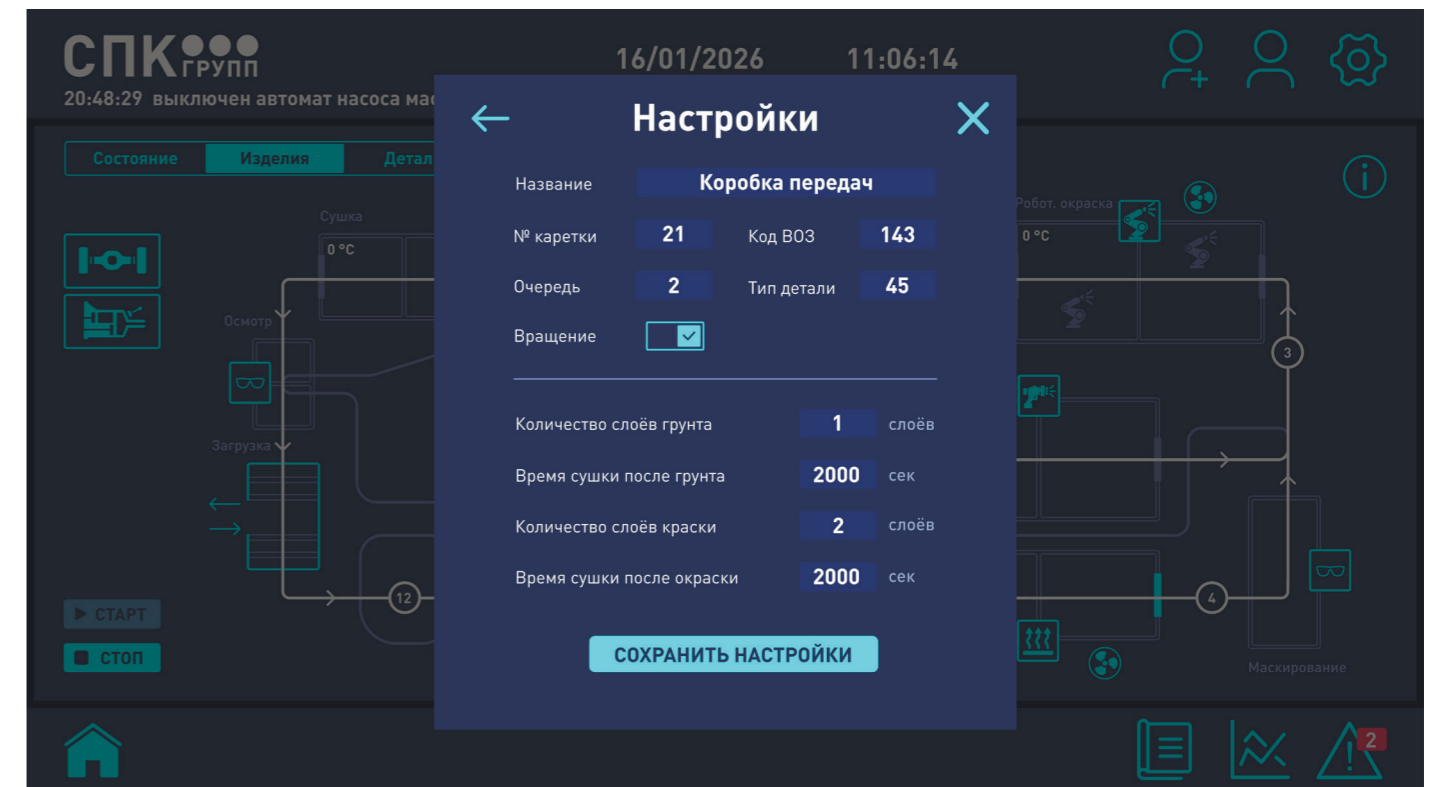 СПК ГРУПП
16/01/2026 11:06:14
20:48:29 выключен автомат насоса
Настройки
Состояние Изделия
Название Коробка передач
№ каретки 21 Код ВОЗ 143
Очередь 2 Тип детали 45
Вращение
Количество слоёв грунта 1 слоёв
Время сушки после грунта 2000 сек
Количество слоёв краски 2 слоёв
Время сушки после окраски 2000 сек
СОХРАНИТЬ НАСТРОЙКИ
Сушка
0 °C
Осмотр
Загрузка
12
СТАРТ
СТОП
Робот. окраска
0 °C
3
4
Маскирование
2